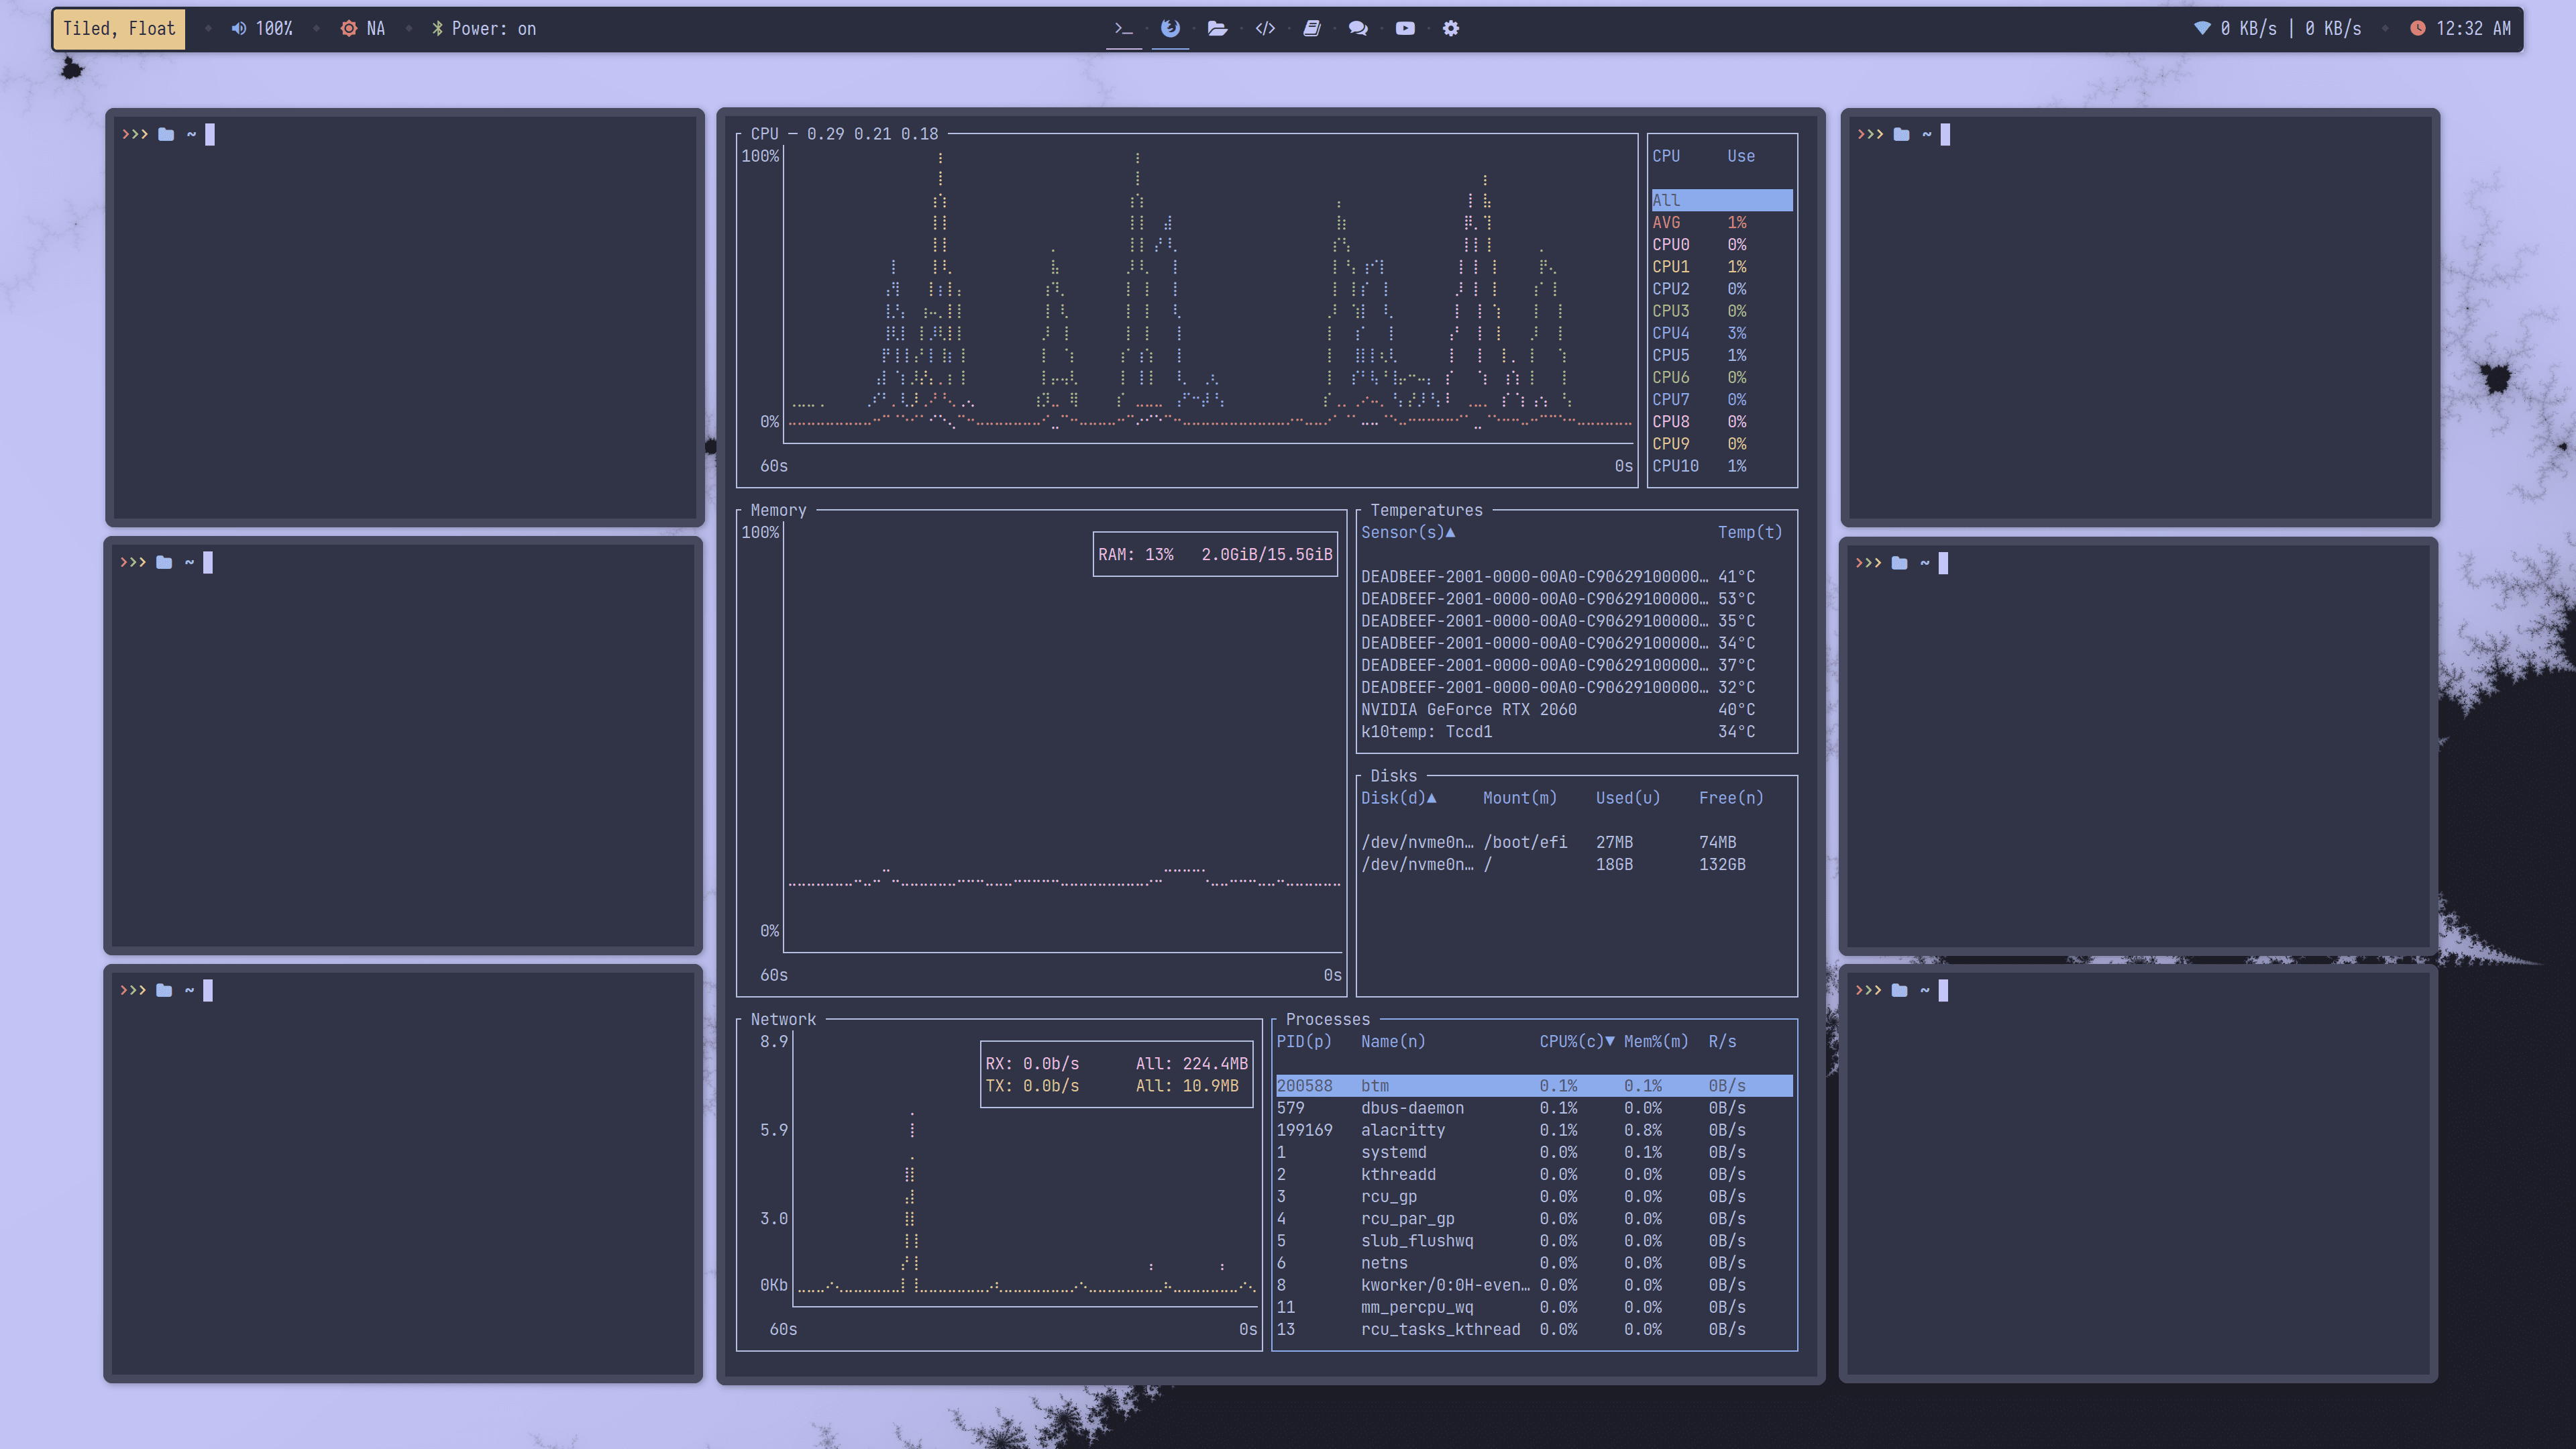 Tiled, Float 100% NA Power: on 0 KB/s | 0 KB/s 12:32 AM
>>> ~
>>> ~
>>> ~
CPU — 0.29 0.21 0.18
100%
0%
60s 0s
CPU Use
All
AVG 1%
CPU0 0%
CPU1 1%
CPU2 0%
CPU3 0%
CPU4 3%
CPU5 1%
CPU6 0%
CPU7 0%
CPU8 0%
CPU9 0%
CPU10 1%
Memory
100%
RAM: 13% 2.0GiB/15.5GiB
0%
60s 0s
Temperatures
Sensor(s)▲ Temp(t)
DEADBEEF-2001-0000-00A0-C90629100000… 41°C
DEADBEEF-2001-0000-00A0-C90629100000… 53°C
DEADBEEF-2001-0000-00A0-C90629100000… 35°C
DEADBEEF-2001-0000-00A0-C90629100000… 34°C
DEADBEEF-2001-0000-00A0-C90629100000… 37°C
DEADBEEF-2001-0000-00A0-C90629100000… 32°C
NVIDIA GeForce RTX 2060 40°C
k10temp: Tccd1 34°C
Disks
Disk(d)▲ Mount(m) Used(u) Free(n)
/dev/nvme0n… /boot/efi 27MB 74MB
/dev/nvme0n… / 18GB 132GB
Network
8.9
RX: 0.0b/s All: 224.4MB
TX: 0.0b/s All: 10.9MB
5.9
3.0
0Kb
60s 0s
Processes
PID(p) Name(n) CPU%(c)▼ Mem%(m) R/s
200588 btm 0.1% 0.1% 0B/s
579 dbus-daemon 0.1% 0.0% 0B/s
199169 alacritty 0.1% 0.8% 0B/s
1 systemd 0.0% 0.1% 0B/s
2 kthreadd 0.0% 0.0% 0B/s
3 rcu_gp 0.0% 0.0% 0B/s
4 rcu_par_gp 0.0% 0.0% 0B/s
5 slub_flushwq 0.0% 0.0% 0B/s
6 netns 0.0% 0.0% 0B/s
8 kworker/0:0H-even… 0.0% 0.0% 0B/s
11 mm_percpu_wq 0.0% 0.0% 0B/s
13 rcu_tasks_kthread 0.0% 0.0% 0B/s
>>> ~
>>> ~
>>> ~